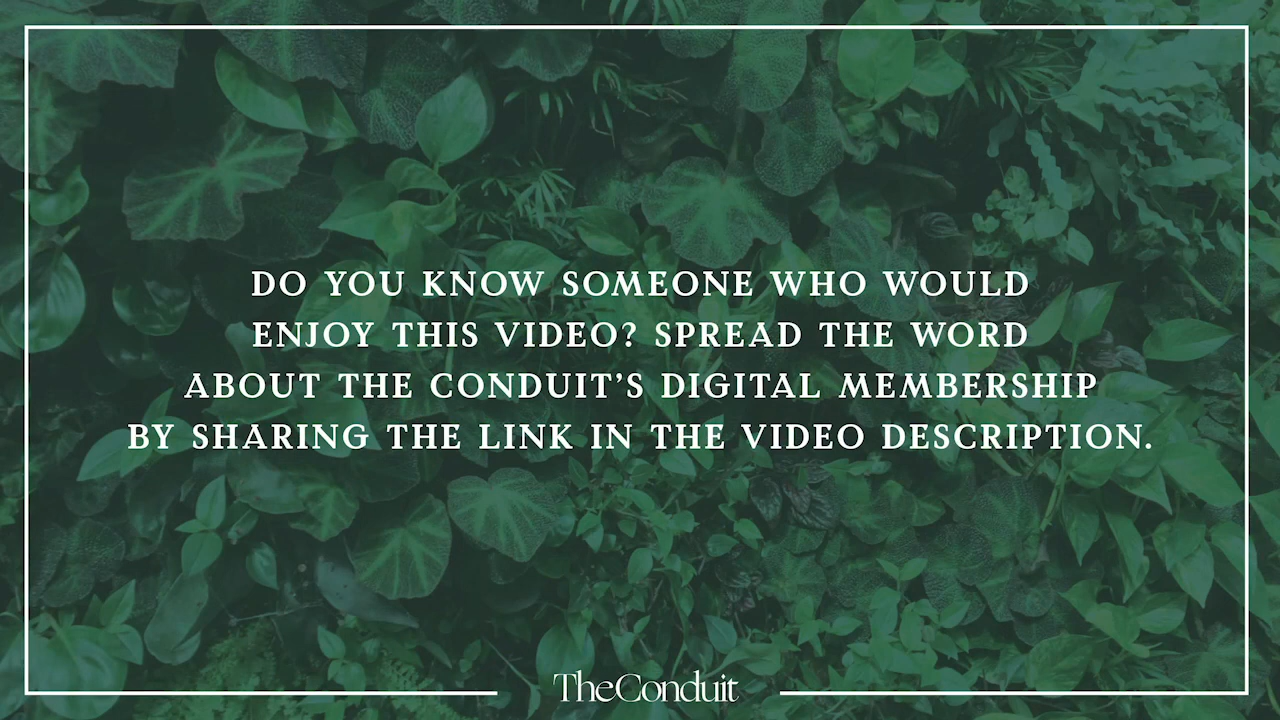 DO YOU KNOW SOMEONE WHO WOULD
ENJOY THIS VIDEO? SPREAD THE WORD
ABOUT THE CONDUIT’S DIGITAL MEMBERSHIP
BY SHARING THE LINK IN THE VIDEO DESCRIPTION.
TheConduit